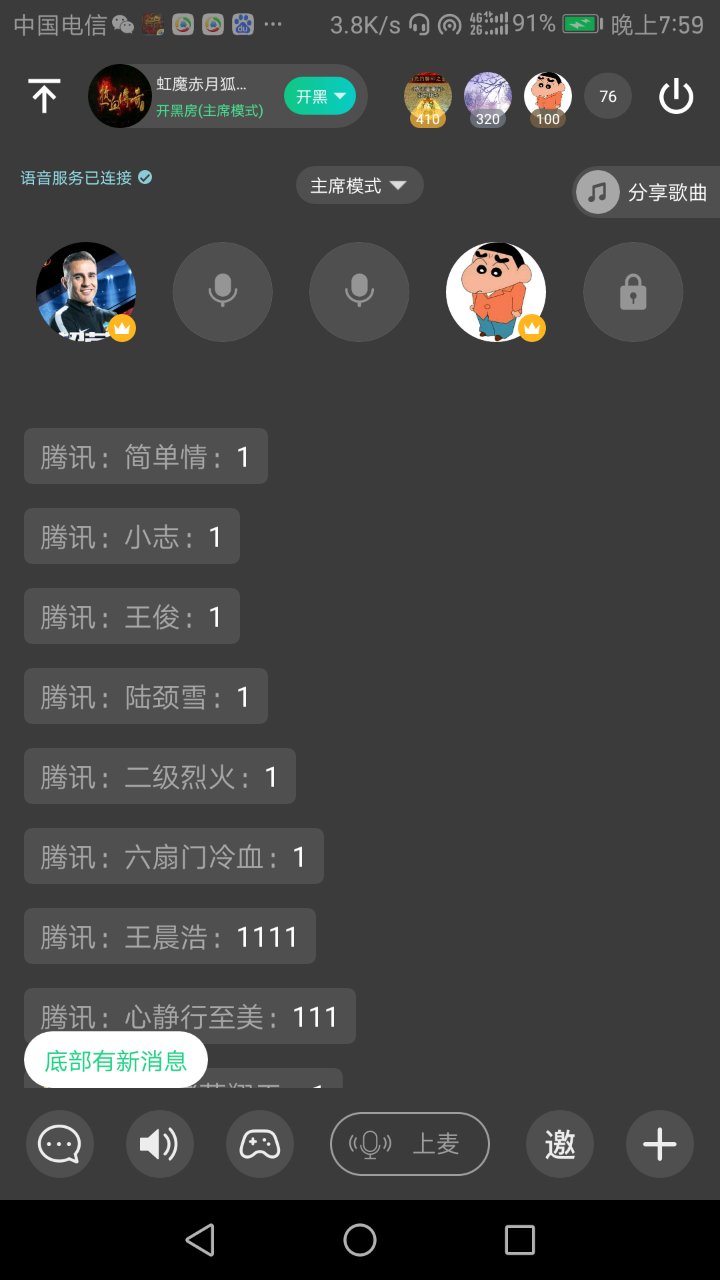 中国电信 ··· 3.8K/s 4G 2G 91% 晚上7:59
虹魔赤月狐...
开黑房(主席模式)
开黑
410 320 100 76
语音服务已连接
主席模式
分享歌曲
腾讯：简单情：1
腾讯：小志：1
腾讯：王俊：1
腾讯：陆颈雪：1
腾讯：二级烈火：1
腾讯：六扇门冷血：1
腾讯：王晨浩：1111
腾讯：心静行至美：111
底部有新消息
上麦
邀